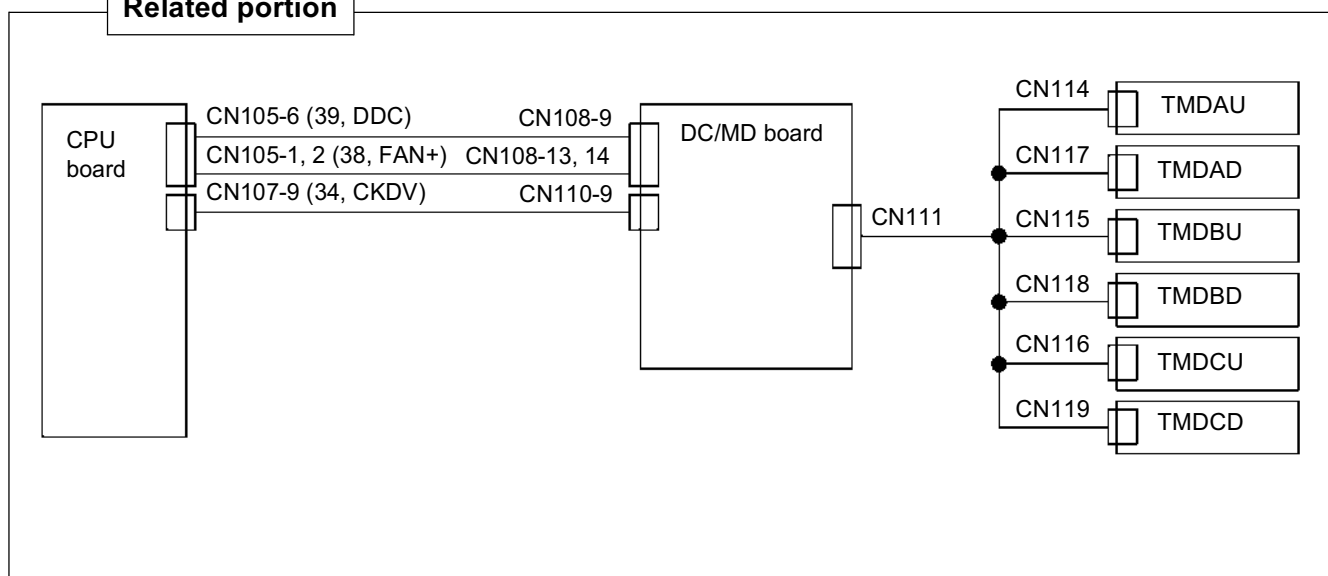 Related portion
CPU
board
CN105-6 (39, DDC)
CN108-9
CN105-1, 2 (38, FAN+)
CN108-13, 14
CN107-9 (34, CKDV)
CN110-9
DC/MD board
CN111
CN114
TMDAU
CN117
TMDAD
CN115
TMDBU
CN118
TMDBD
CN116
TMDCU
CN119
TMDCD